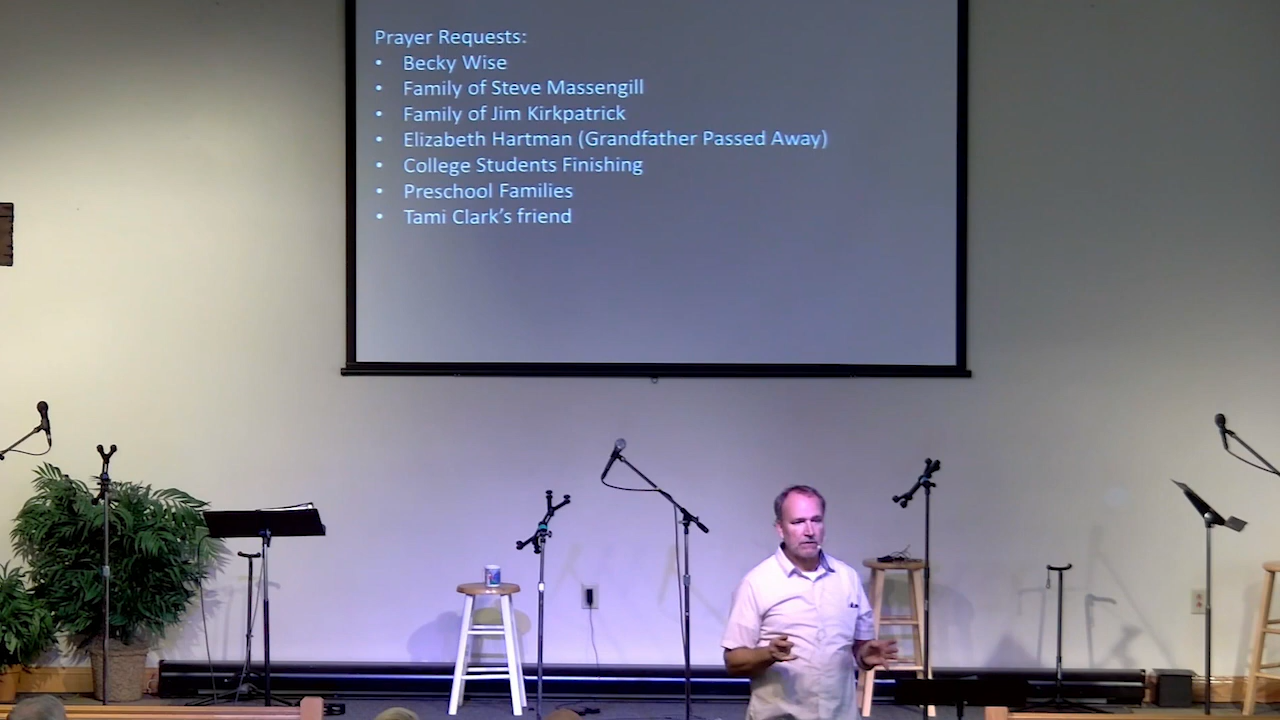 Prayer Requests:
• Becky Wise
• Family of Steve Massengill
• Family of Jim Kirkpatrick
• Elizabeth Hartman (Grandfather Passed Away)
• College Students Finishing
• Preschool Families
• Tami Clark's friend